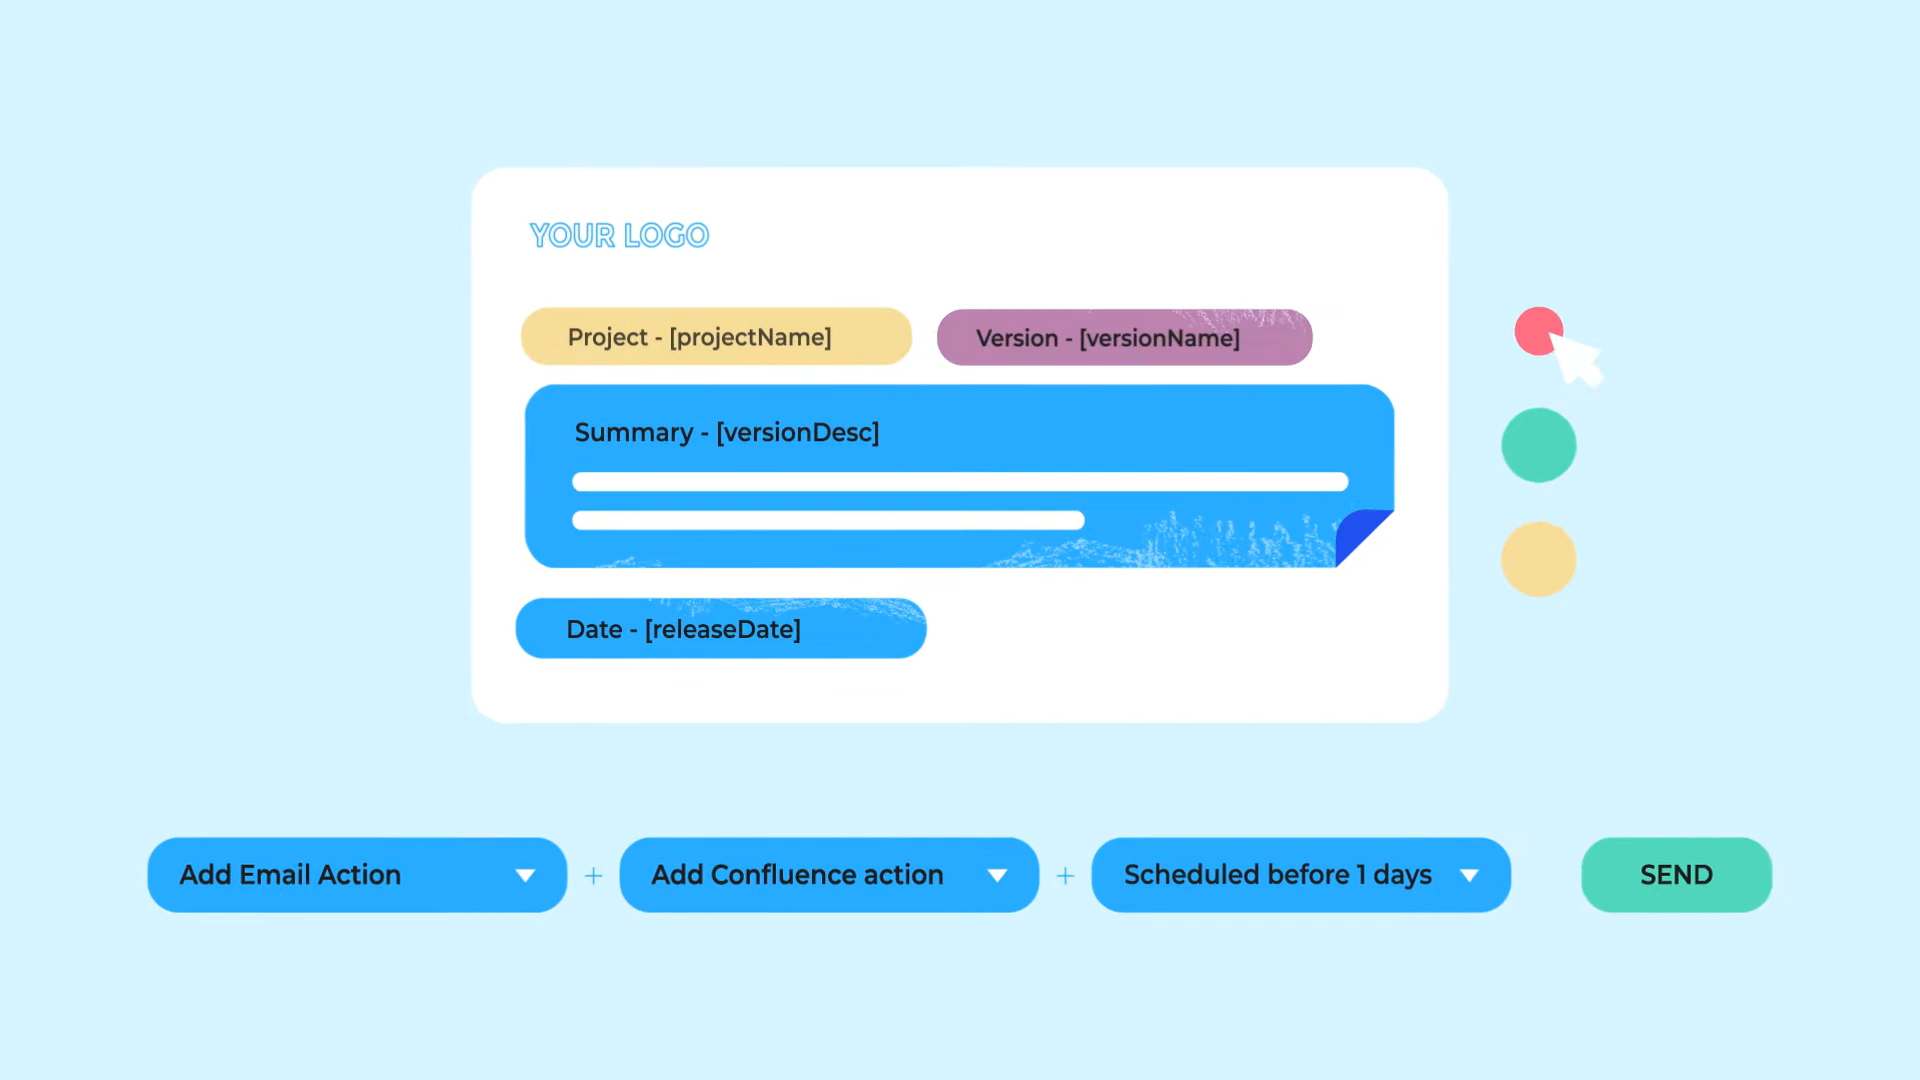 YOUR LOGO
Project - [projectName]
Version - [versionName]
Summary - [versionDesc]
Date - [releaseDate]
Add Email Action
Add Confluence action
Scheduled before 1 days
SEND